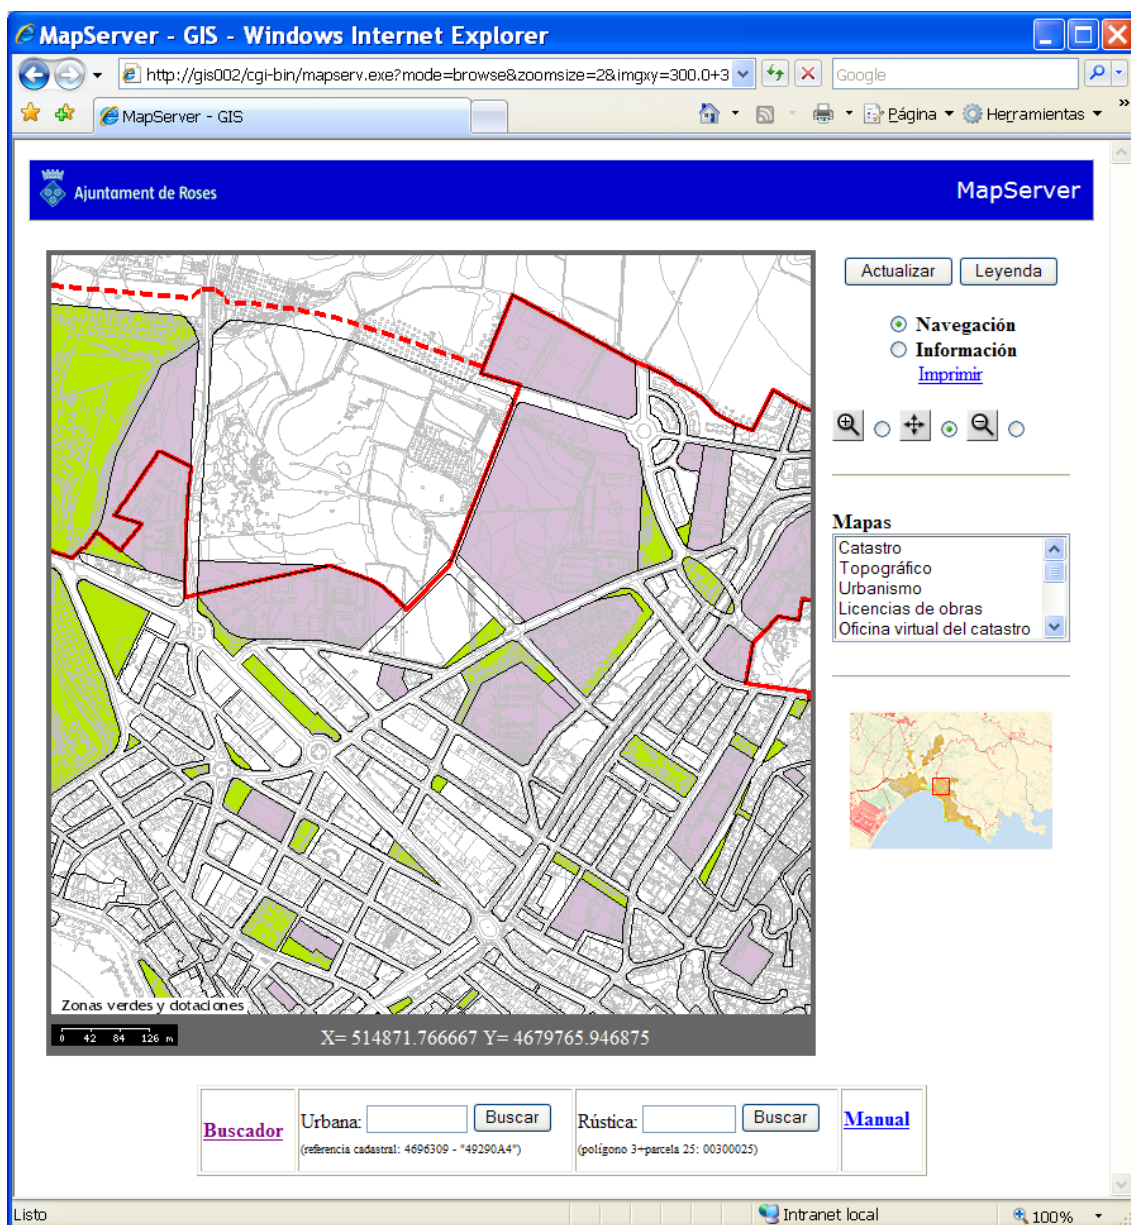 MapServer - GIS - Windows Internet Explorer
http://gis002/cgi-bin/mapserv.exe?mode=browse&zoomsize=2&imgxy=300.0+3
Google
MapServer - GIS
Página
Herramientas
»
Ajuntament de Roses
MapServer
Actualizar
Leyenda
Navegación
Información
Imprimir
Mapas
Catastro
Topográfico
Urbanismo
Licencias de obras
Oficina virtual del catastro
Zonas verdes y dotaciones
0 42 84 126 m
X= 514871.766667 Y= 4679765.946875
Buscador
Urbana:
Buscar
(referencia cadastral: 4696309 - "49290A4")
Rústica:
Buscar
(polígono 3+parcela 25: 00300025)
Manual
Listo
Intranet local
100%